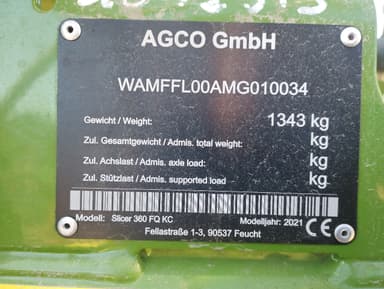 AGCO GmbH
WAMFFL00AMG010034
Gewicht / Weight: 1343 kg
Zul. Gesamtgewicht / Admis. total weight: kg
Zul. Achslast / Admis. axle load: kg
Zul. Stützlast / Admis. supported load kg
Modell: Slicer 360 FQ KC Modelljahr: 2021 CE
Fellastraße 1-3, 90537 Feucht